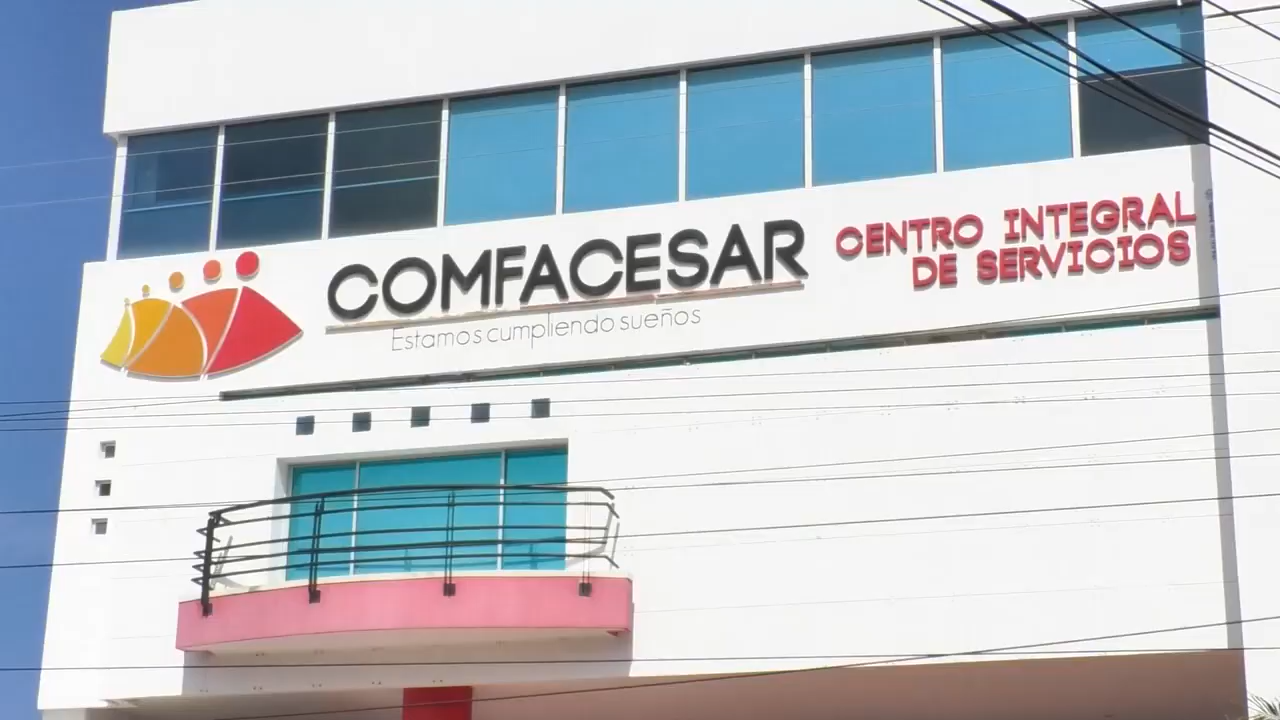 COMFACESAR
Estamos cumpliendo sueños
CENTRO INTEGRAL
DE SERVICIOS